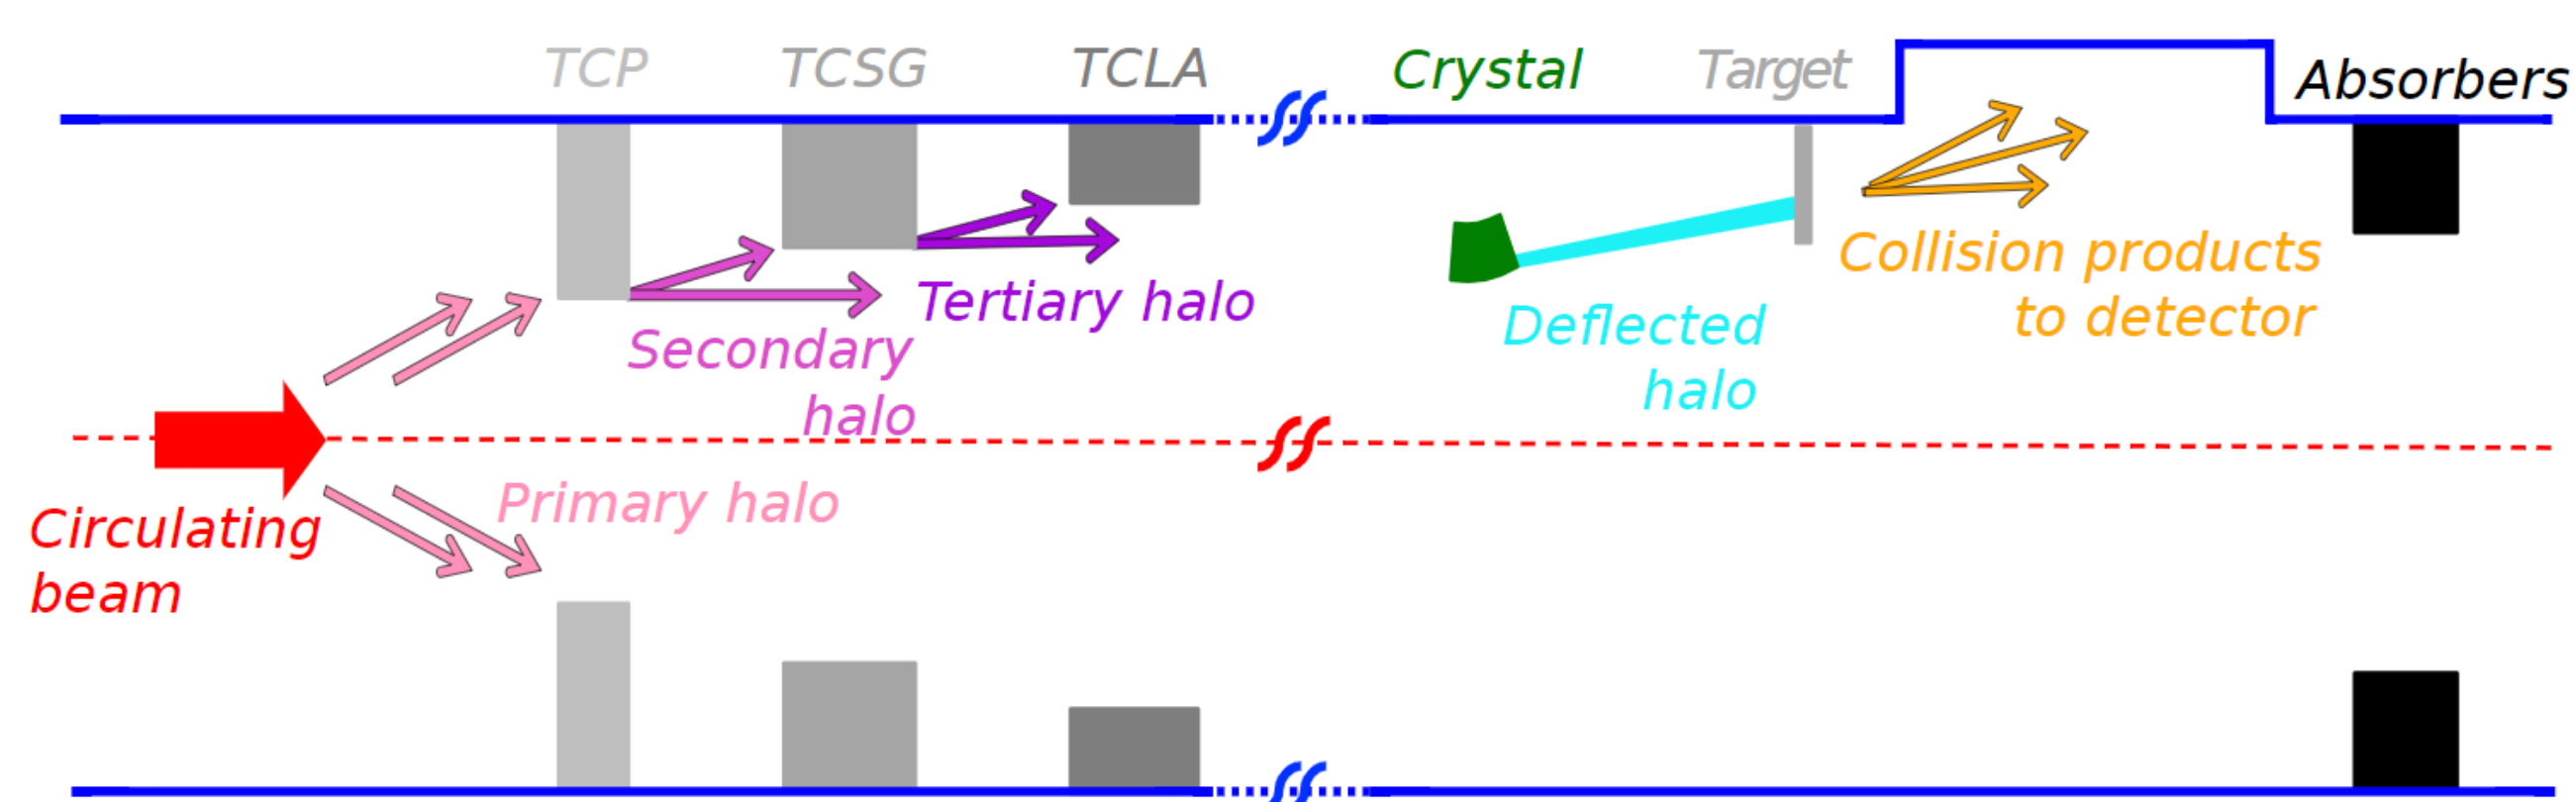 TCP
TCSG
TCLA
Crystal
Target
Absorbers
Collision products
to detector
Tertiary halo
Deflected
halo
Secondary
halo
Primary halo
Circulating
beam